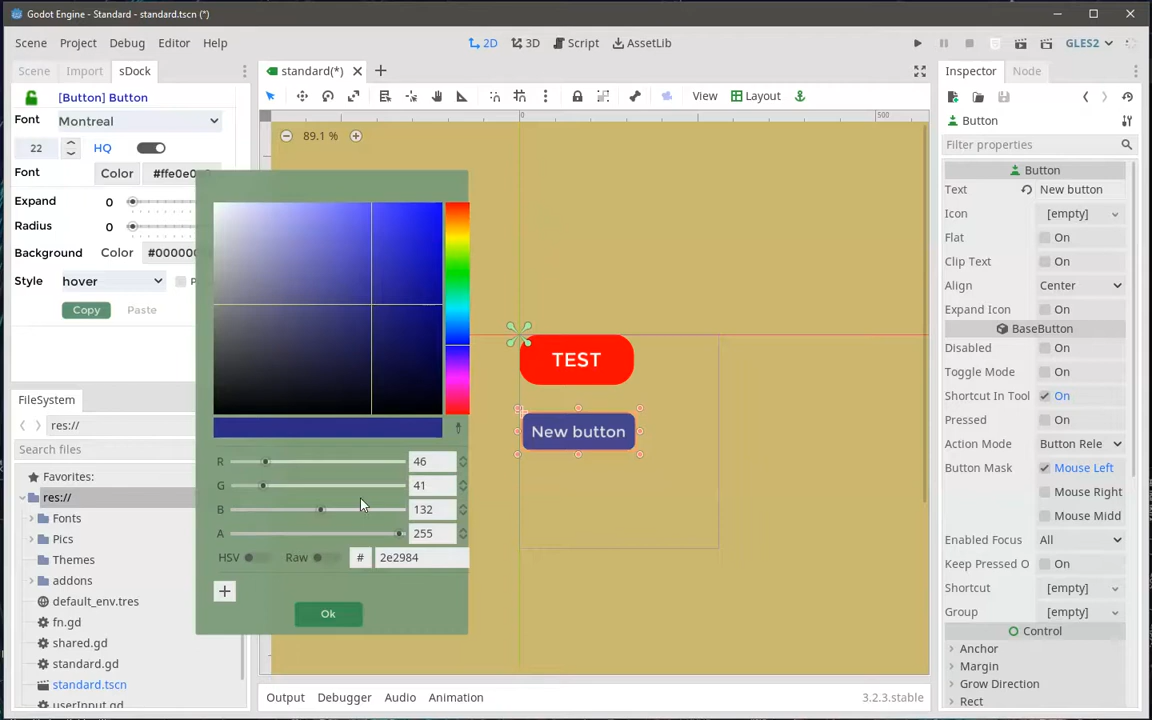 Godot Engine - Standard - standard.tscn (*)
Scene Project Debug Editor Help
2D 3D Script AssetLib
GLES2
Scene Import sDock
standard(*)
Inspector Node
[Button] Button
View Layout
Font Montreal
Button
22 HQ
89.1 %
0 500
Filter properties
Font Color #ffe0e0
Button
Text New button
Expand 0
Icon [empty]
Radius 0
Flat On
Background Color #00000
Clip Text On
Style hover
Align Center
Copy Paste
Expand Icon On
BaseButton
Disabled On
TEST
Toggle Mode On
Shortcut In Tool On
FileSystem
Pressed On
res://
New button
Action Mode Button Rele
Search files
R 46
Button Mask Mouse Left
Favorites:
G 41
Mouse Right
res://
B 132
Mouse Midd
Fonts
A 255
Enabled Focus All
Pics
HSV Raw # 2e2984
Keep Pressed O On
Themes
Shortcut [empty]
addons
default_env.tres
Group [empty]
fn.gd
Ok
Control
shared.gd
Anchor
standard.gd
Margin
standard.tscn
Grow Direction
userInput.gd
Rect
Output Debugger Audio Animation
3.2.3.stable